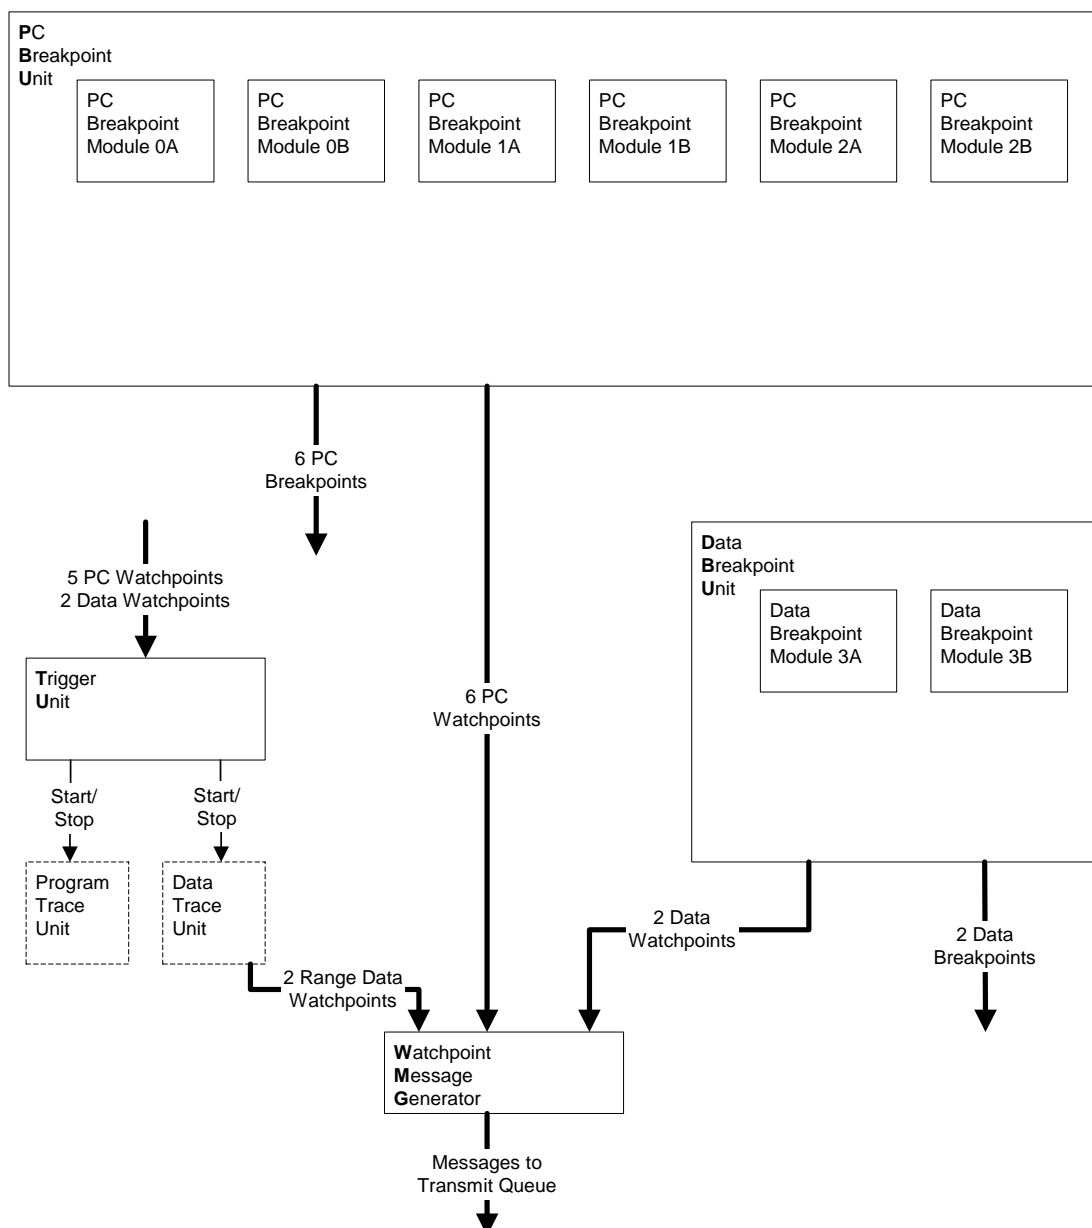 PC
Breakpoint
Unit
PC
Breakpoint
Module 0A
PC
Breakpoint
Module 0B
PC
Breakpoint
Module 1A
PC
Breakpoint
Module 1B
PC
Breakpoint
Module 2A
PC
Breakpoint
Module 2B
6 PC
Breakpoints
5 PC Watchpoints
2 Data Watchpoints
Trigger
Unit
Start/
Stop
Start/
Stop
Program
Trace
Unit
Data
Trace
Unit
6 PC
Watchpoints
Data
Breakpoint
Unit
Data
Breakpoint
Module 3A
Data
Breakpoint
Module 3B
2 Data
Watchpoints
2 Data
Breakpoints
2 Range Data
Watchpoints
Watchpoint
Message
Generator
Messages to
Transmit Queue